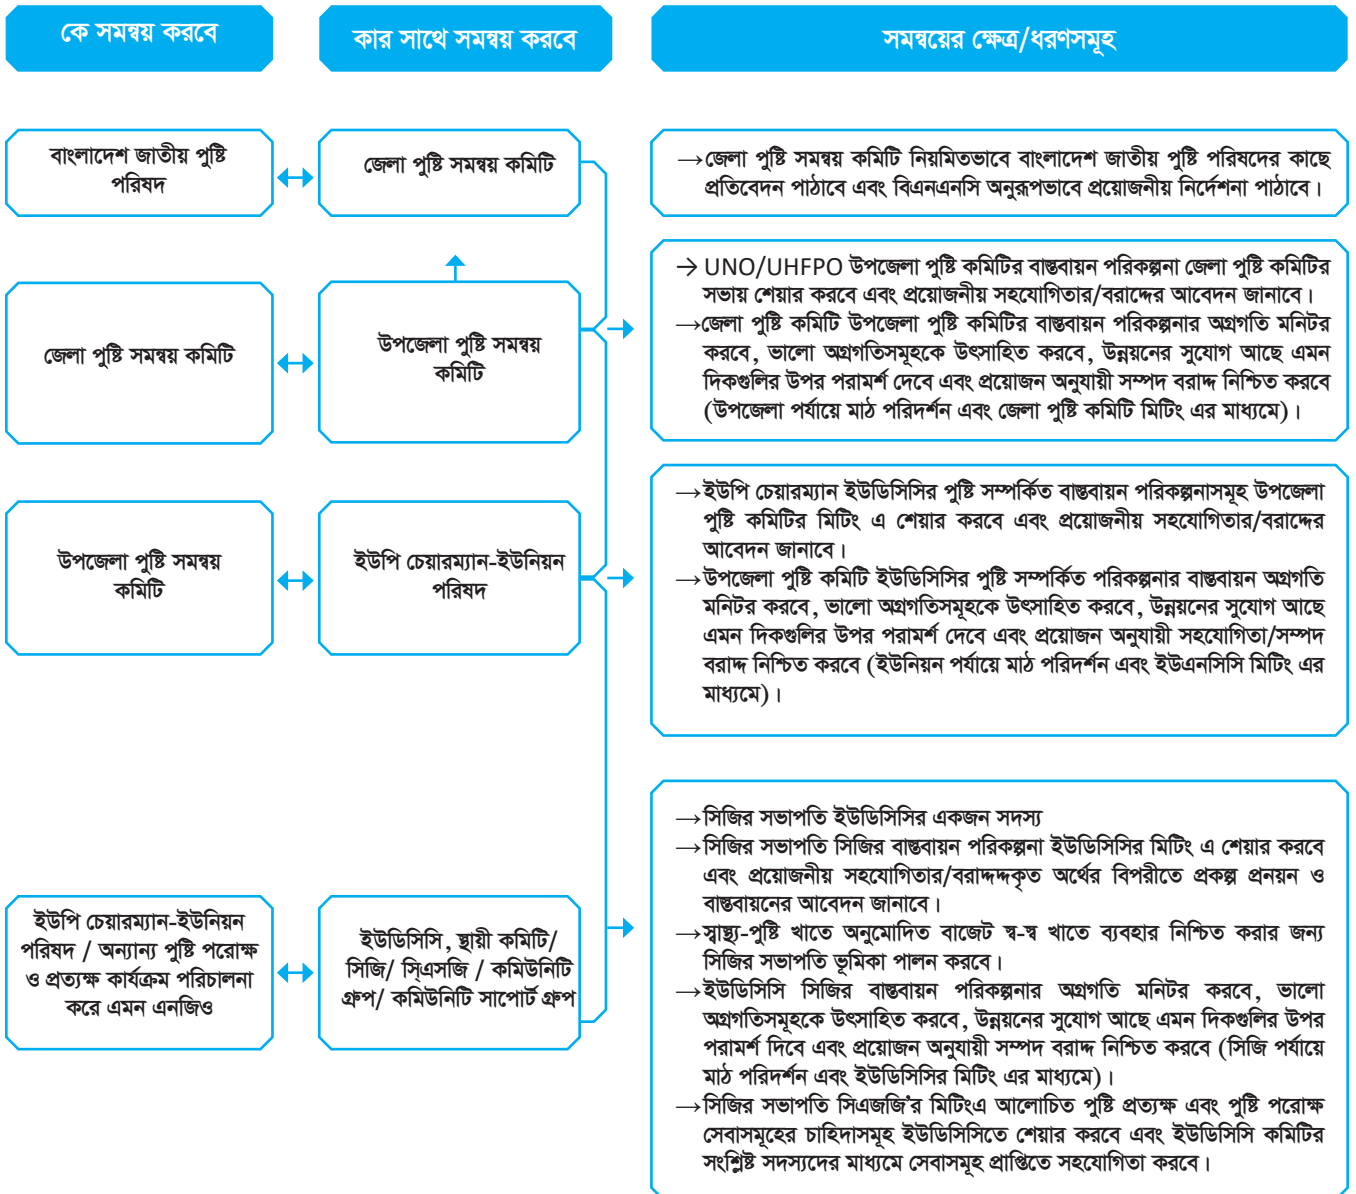 কে সমন্বয় করবে
কার সাথে সমন্বয় করবে
সমন্বয়ের ক্ষেত্র/ধরণসমূহ
বাংলাদেশ জাতীয় পুষ্টি
পরিষদ
জেলা পুষ্টি সমন্বয় কমিটি
→জেলা পুষ্টি সমন্বয় কমিটি নিয়মিতভাবে বাংলাদেশ জাতীয় পুষ্টি পরিষদের কাছে
প্রতিবেদন পাঠাবে এবং বিএনএনসি অনুরূপভাবে প্রয়োজনীয় নির্দেশনা পাঠাবে।
জেলা পুষ্টি সমন্বয় কমিটি
উপজেলা পুষ্টি সমন্বয়
কমিটি
→ UNO/UHFPO উপজেলা পুষ্টি কমিটির বাস্তবায়ন পরিকল্পনা জেলা পুষ্টি কমিটির
সভায় শেয়ার করবে এবং প্রয়োজনীয় সহযোগিতার/বরাদ্দের আবেদন জানাবে।
→জেলা পুষ্টি কমিটি উপজেলা পুষ্টি কমিটির বাস্তবায়ন পরিকল্পনার অগ্রগতি মনিটর
করবে, ভালো অগ্রগতিসমূহকে উৎসাহিত করবে, উন্নয়নের সুযোগ আছে এমন
দিকগুলির উপর পরামর্শ দেবে এবং প্রয়োজন অনুযায়ী সম্পদ বরাদ্দ নিশ্চিত করবে
(উপজেলা পর্যায়ে মাঠ পরিদর্শন এবং জেলা পুষ্টি কমিটি মিটিং এর মাধ্যমে)।
উপজেলা পুষ্টি সমন্বয়
কমিটি
ইউপি চেয়ারম্যান-ইউনিয়ন
পরিষদ
→ইউপি চেয়ারম্যান ইউডিসিসির পুষ্টি সম্পর্কিত বাস্তবায়ন পরিকল্পনাসমূহ উপজেলা
পুষ্টি কমিটির মিটিং এ শেয়ার করবে এবং প্রয়োজনীয় সহযোগিতার/বরাদ্দের
আবেদন জানাবে।
→উপজেলা পুষ্টি কমিটি ইউডিসিসির পুষ্টি সম্পর্কিত পরিকল্পনার বাস্তবায়ন অগ্রগতি
মনিটর করবে, ভালো অগ্রগতিসমূহকে উৎসাহিত করবে, উন্নয়নের সুযোগ আছে
এমন দিকগুলির উপর পরামর্শ দেবে এবং প্রয়োজন অনুযায়ী সহযোগিতা/সম্পদ
বরাদ্দ নিশ্চিত করবে (ইউনিয়ন পর্যায়ে মাঠ পরিদর্শন এবং ইউএনসিসি মিটিং এর
মাধ্যমে)।
ইউপি চেয়ারম্যান-ইউনিয়ন
পরিষদ / অন্যান্য পুষ্টি পরোক্ষ
ও প্রত্যক্ষ কার্যক্রম পরিচালনা
করে এমন এনজিও
ইউডিসিসি, স্থায়ী কমিটি/
সিজি/ সিএসজি / কমিউনিটি
গ্রুপ/ কমিউনিটি সাপোর্ট গ্রুপ
→সিজির সভাপতি ইউডিসিসির একজন সদস্য
→সিজির সভাপতি সিজির বাস্তবায়ন পরিকল্পনা ইউডিসিসির মিটিং এ শেয়ার করবে
এবং প্রয়োজনীয় সহযোগিতার/বরাদ্দদ্দকৃত অর্থের বিপরীতে প্রকল্প প্রনয়ন ও
বাস্তবায়নের আবেদন জানাবে।
→স্বাস্থ্য-পুষ্টি খাতে অনুমোদিত বাজেট স্ব-স্ব খাতে ব্যবহার নিশ্চিত করার জন্য
সিজির সভাপতি ভূমিকা পালন করবে।
→ইউডিসিসি সিজির বাস্তবায়ন পরিকল্পনার অগ্রগতি মনিটর করবে, ভালো
অগ্রগতিসমূহকে উৎসাহিত করবে, উন্নয়নের সুযোগ আছে এমন দিকগুলির উপর
পরামর্শ দিবে এবং প্রয়োজন অনুযায়ী সম্পদ বরাদ্দ নিশ্চিত করবে (সিজি পর্যায়ে
মাঠ পরিদর্শন এবং ইউডিসিসির মিটিং এর মাধ্যমে)।
→সিজির সভাপতি সিএজজি’র মিটিংএ আলোচিত পুষ্টি প্রত্যক্ষ এবং পুষ্টি পরোক্ষ
সেবাসমূহের চাহিদাসমূহ ইউডিসিসিতে শেয়ার করবে এবং ইউডিসিসি কমিটির
সংশ্লিষ্ট সদস্যদের মাধ্যমে সেবাসমূহ প্রাপ্তিতে সহযোগিতা করবে।